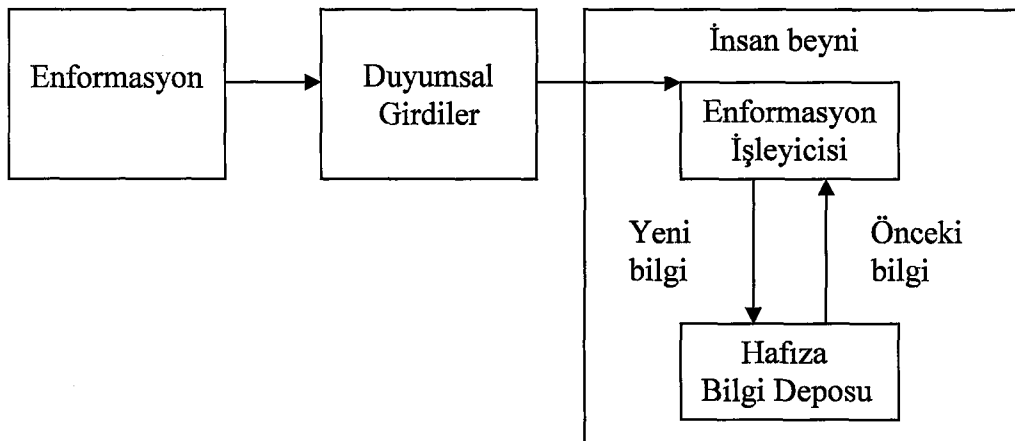 Enformasyon
Duyumsal
Girdiler
İnsan beyni
Enformasyon
İşleyicisi
Yeni
bilgi
Önceki
bilgi
Hafıza
Bilgi Deposu